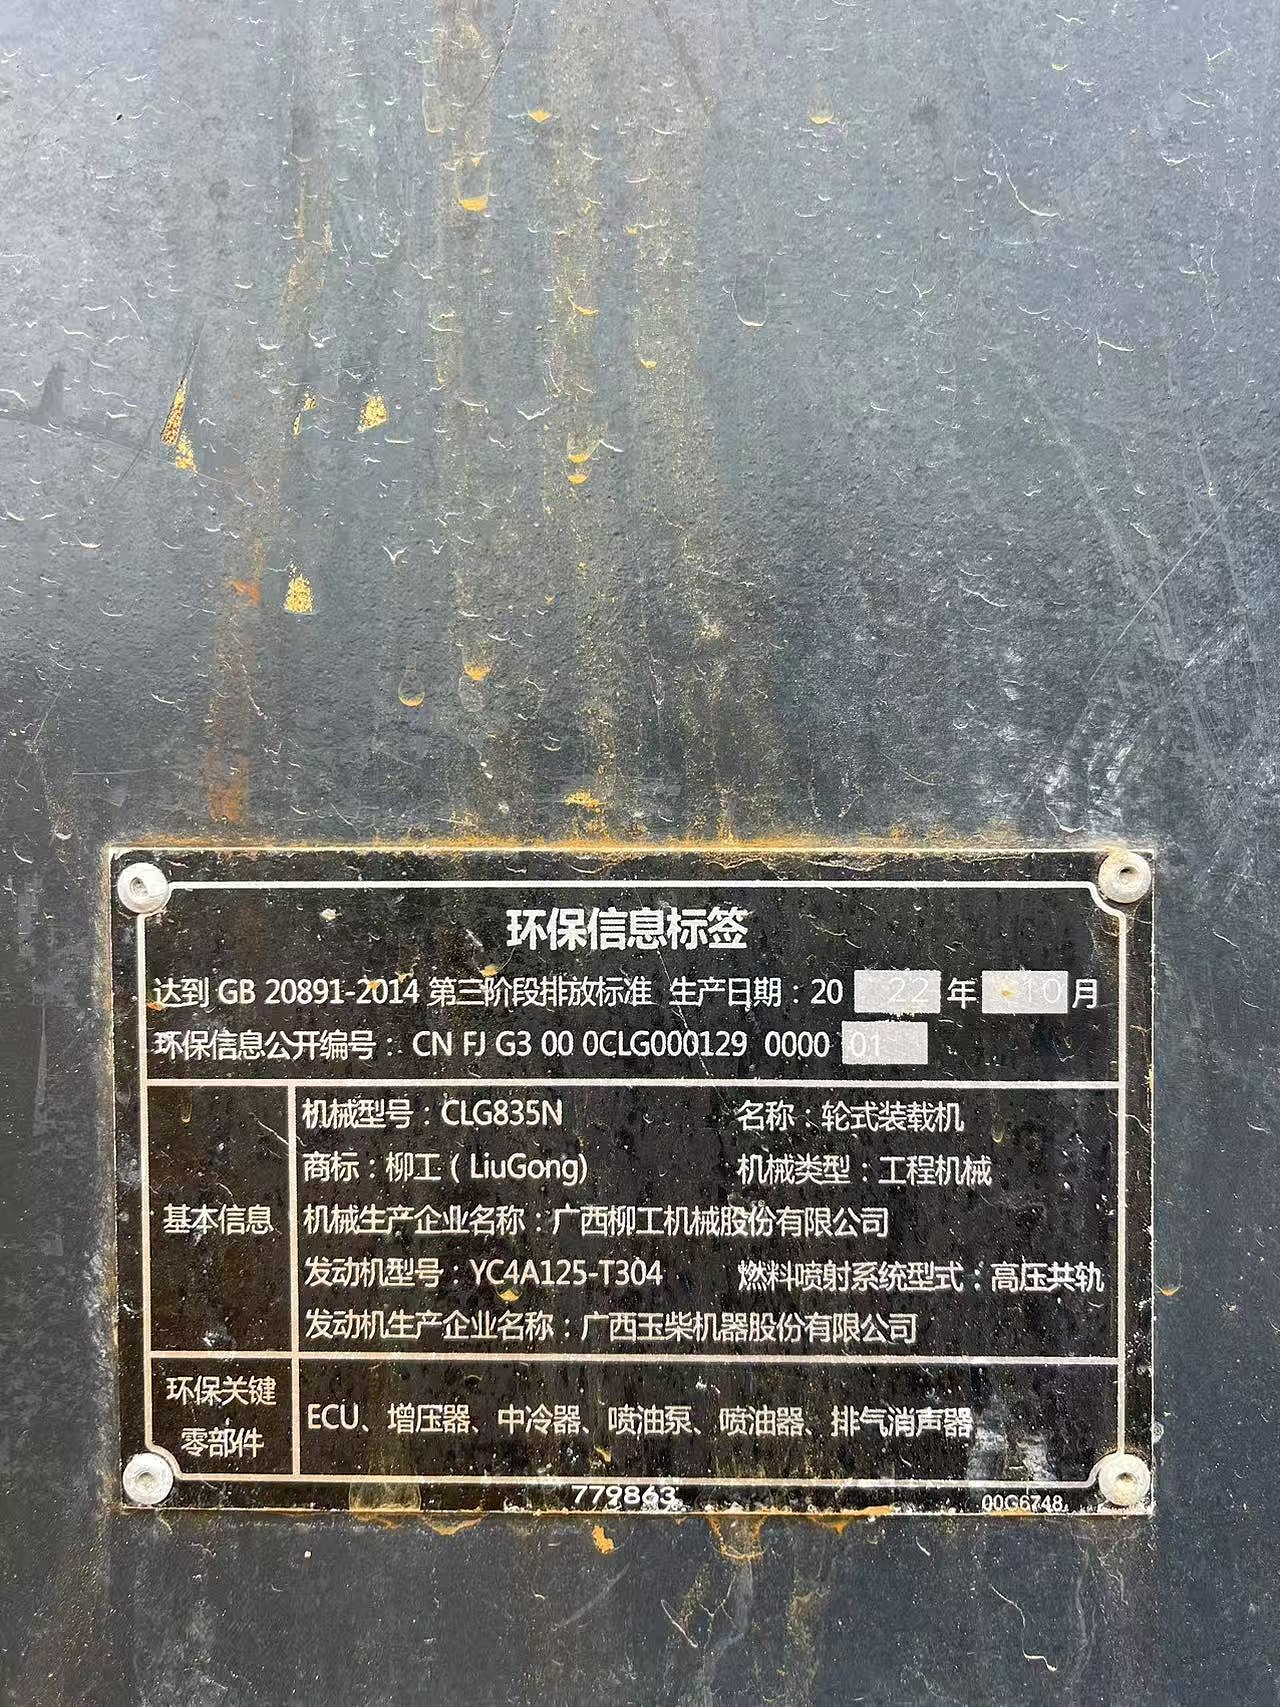 环保信息标签
达到 GB 20891-2014 第三阶段排放标准 生产日期：20 22 年 10 月
环保信息公开编号： CN FJ G3 00 0CLG000129 0000 01
基本信息
机械型号：CLG835N 名称：轮式装载机
商标：柳工（LiuGong) 机械类型：工程机械
机械生产企业名称：广西柳工机械股份有限公司
发动机型号：YC4A125-T304 燃料喷射系统型式：高压共轨
发动机生产企业名称：广西玉柴机器股份有限公司
环保关键
零部件
ECU、增压器、中冷器、喷油泵、喷油器、排气消声器
779863
00G6748